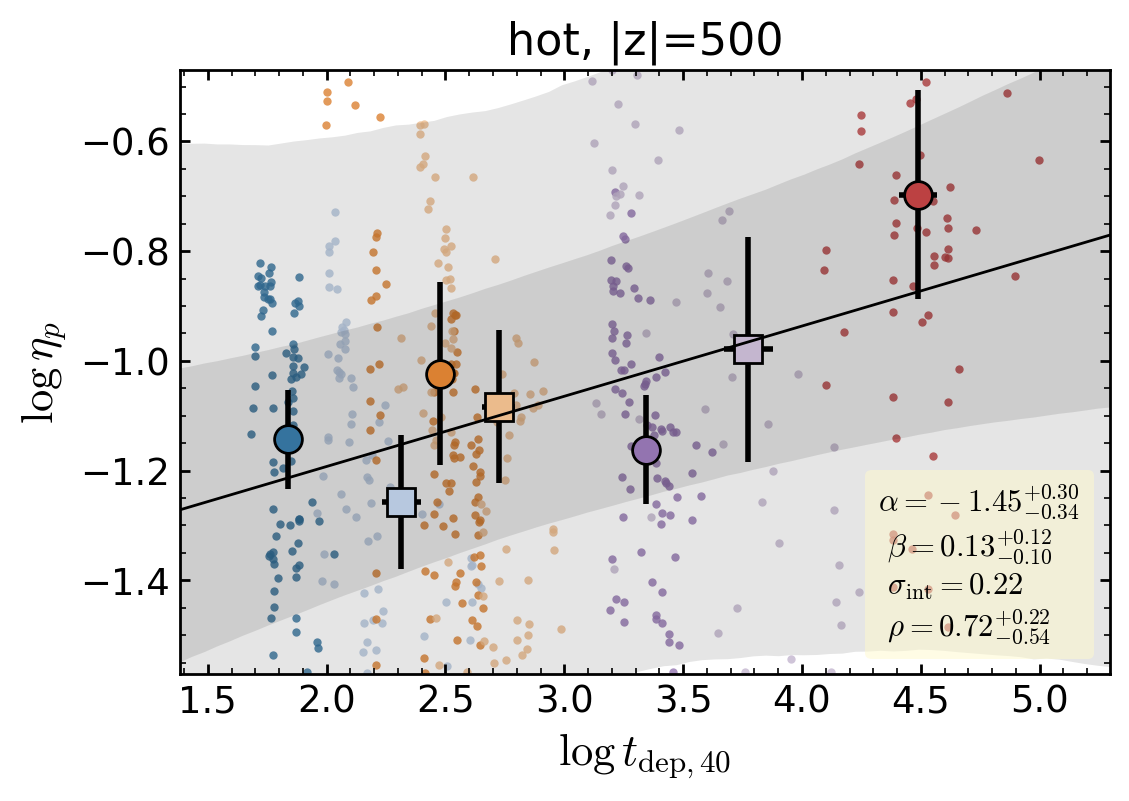 hot, |z|=500
−0.6
−0.8
−1.0
−1.2
−1.4
log η_p
α = −1.45^{+0.30}_{−0.34}
β = 0.13^{+0.12}_{−0.10}
σ_int = 0.22
ρ = 0.72^{+0.22}_{−0.54}
1.5 2.0 2.5 3.0 3.5 4.0 4.5 5.0
log t_{dep, 40}